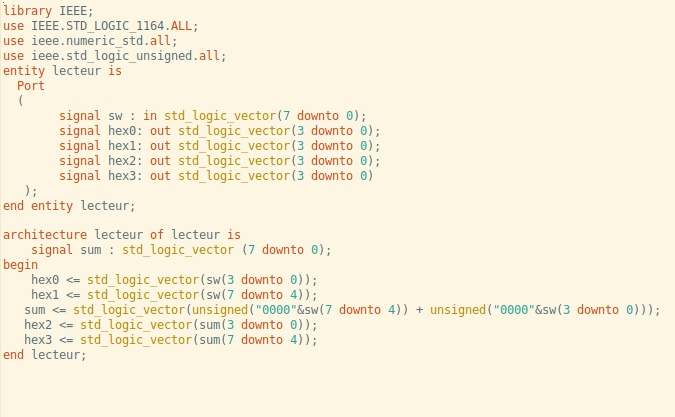 library IEEE;
use IEEE.STD_LOGIC_1164.ALL;
use ieee.numeric_std.all;
use ieee.std_logic_unsigned.all;
entity lecteur is
  Port
  (
        signal sw : in std_logic_vector(7 downto 0);
        signal hex0: out std_logic_vector(3 downto 0);
        signal hex1: out std_logic_vector(3 downto 0);
        signal hex2: out std_logic_vector(3 downto 0);
        signal hex3: out std_logic_vector(3 downto 0)
   );
end entity lecteur;

architecture lecteur of lecteur is
    signal sum : std_logic_vector (7 downto 0);
begin
    hex0 <= std_logic_vector(sw(3 downto 0));
    hex1 <= std_logic_vector(sw(7 downto 4));
   sum <= std_logic_vector(unsigned("0000"&sw(7 downto 4)) + unsigned("0000"&sw(3 downto 0)));
   hex2 <= std_logic_vector(sum(3 downto 0));
   hex3 <= std_logic_vector(sum(7 downto 4));
end lecteur;